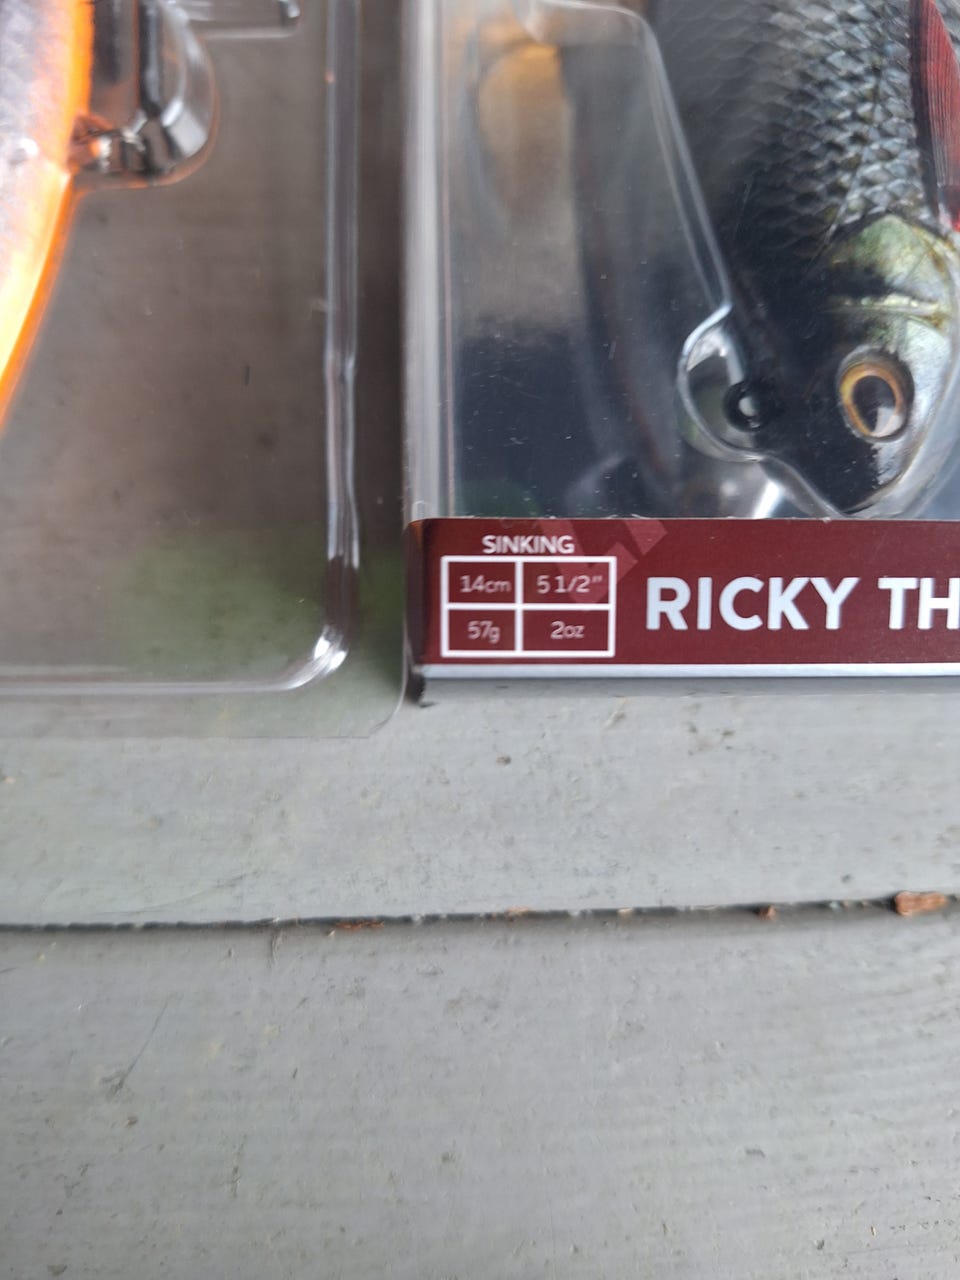 SINKING
14cm 5 1/2"
57g 2oz
RICKY TH